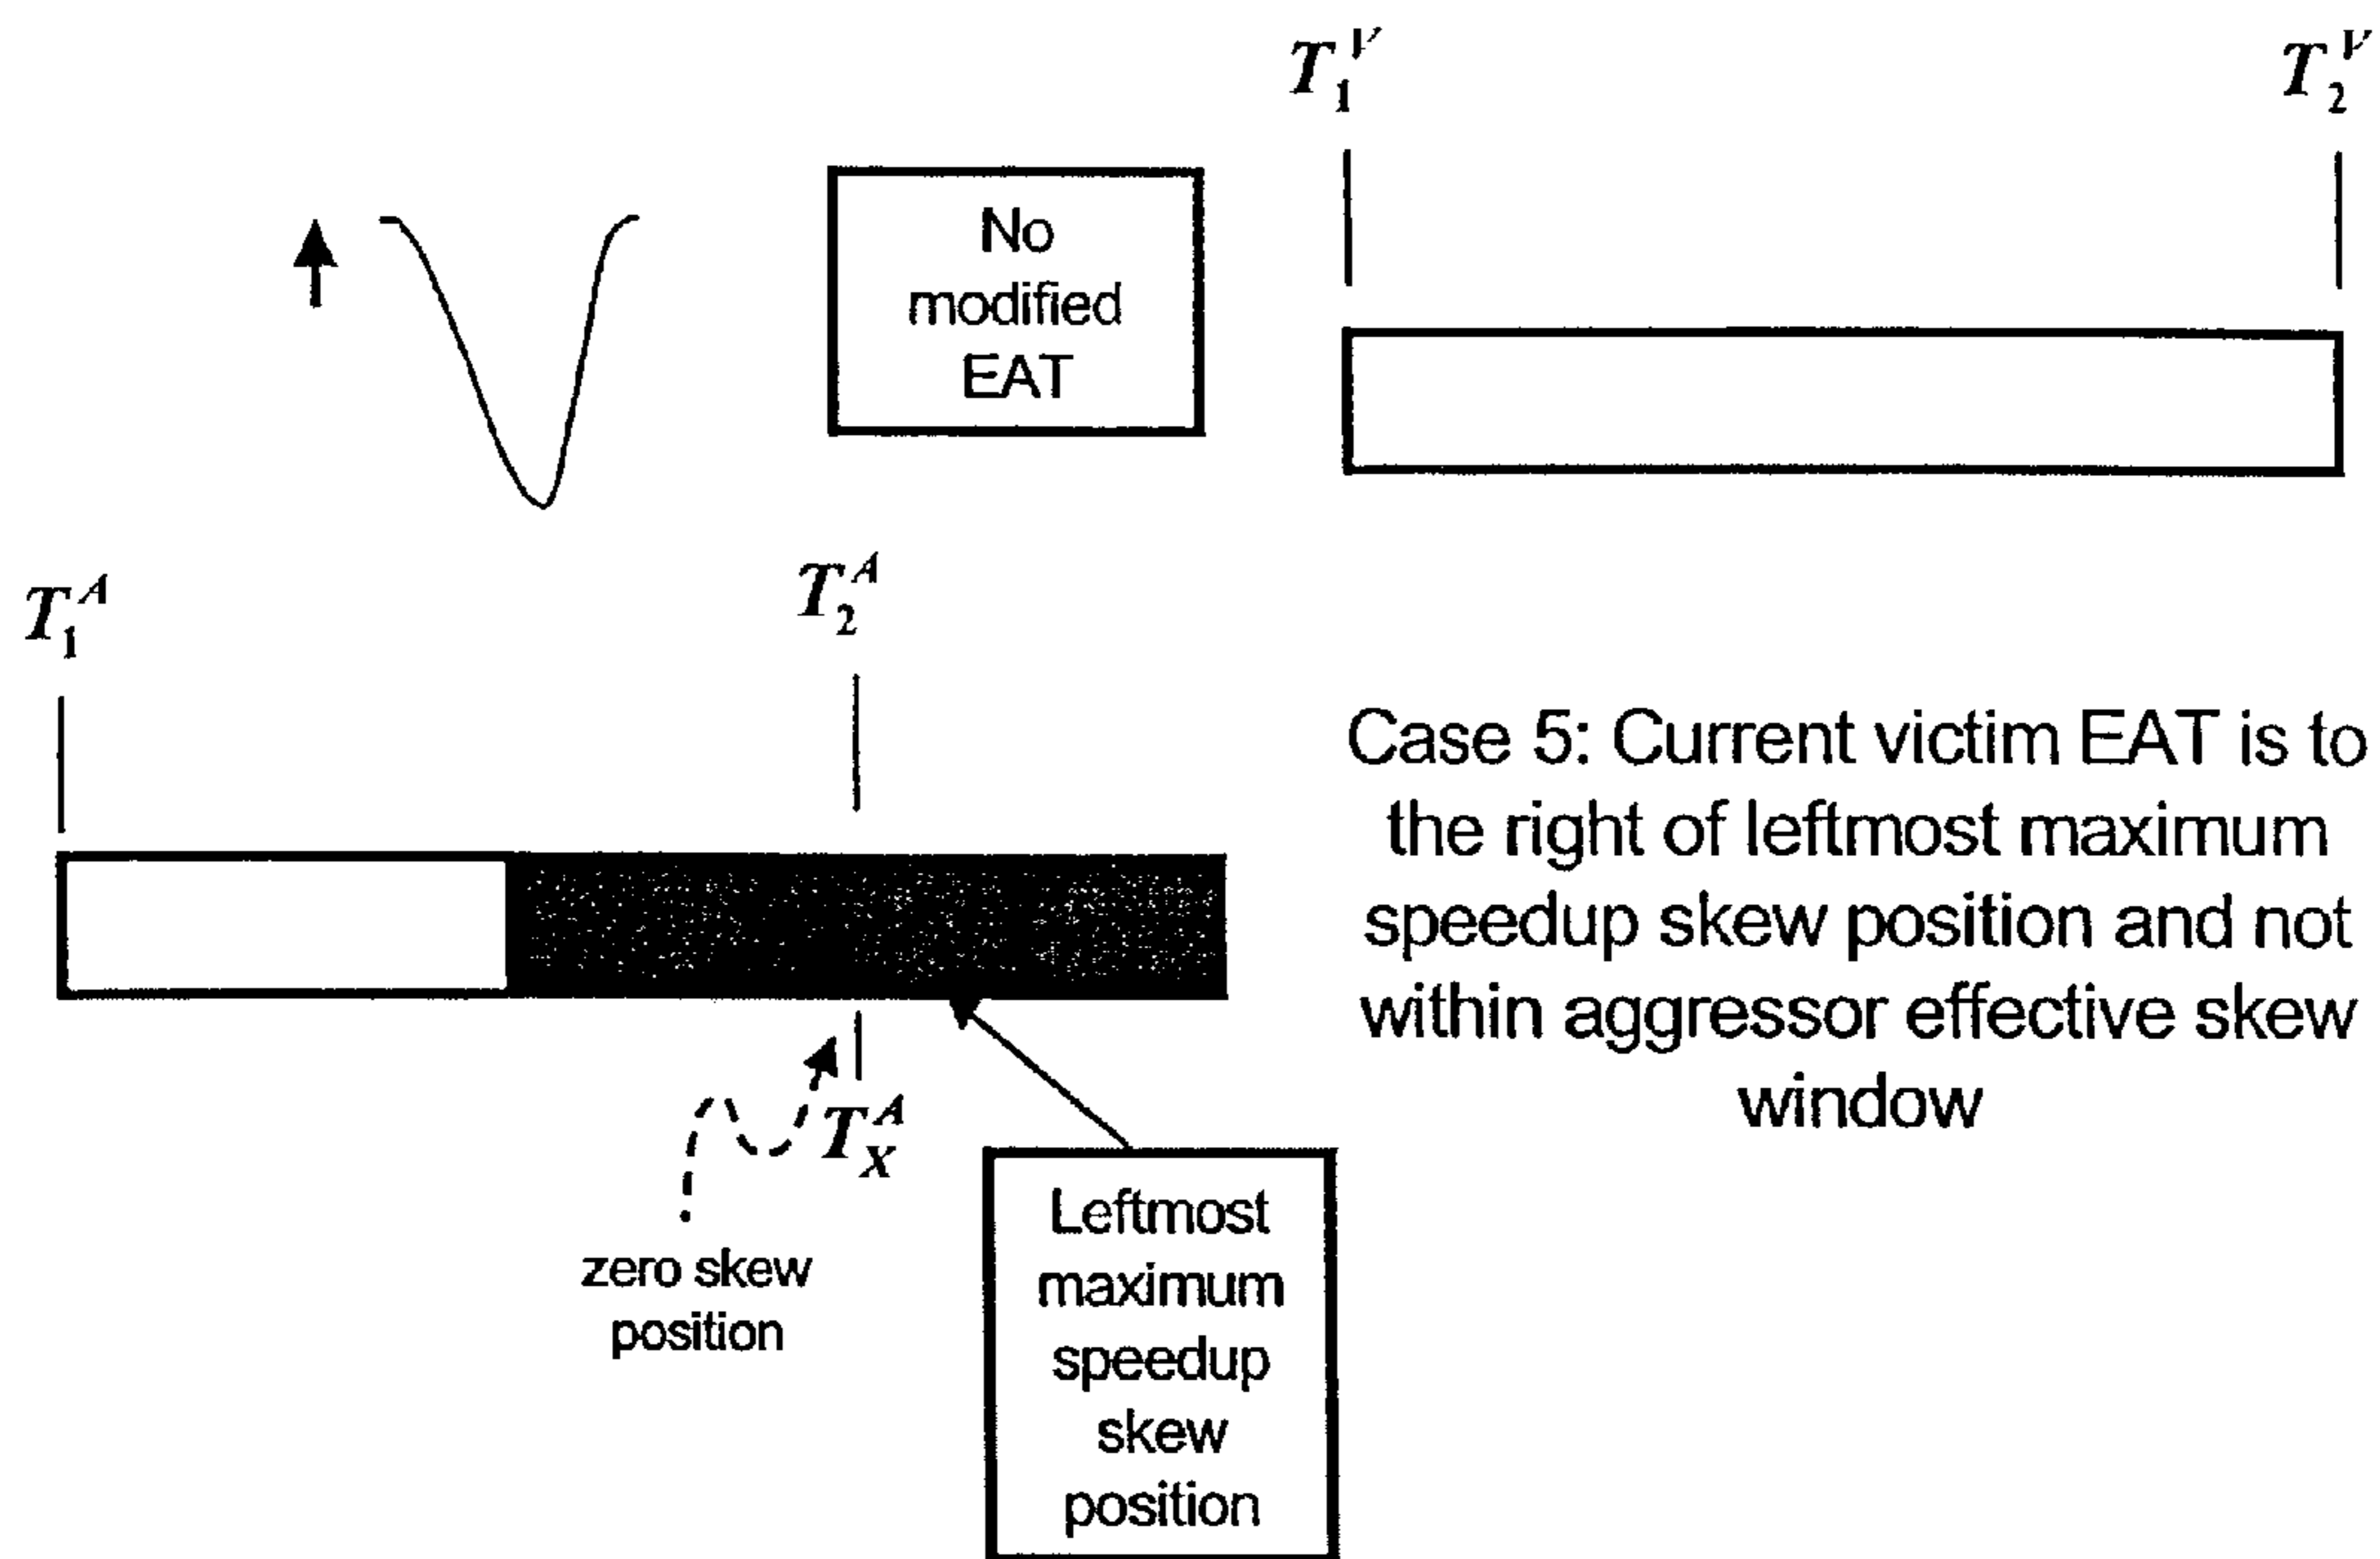 T₁ⱽ
T₂ⱽ
No
modified
EAT
T₁ᴬ
T₂ᴬ
Case 5: Current victim EAT is to
the right of leftmost maximum
speedup skew position and not
within aggressor effective skew
window
Tₓᴬ
zero skew
position
Leftmost
maximum
speedup
skew
position